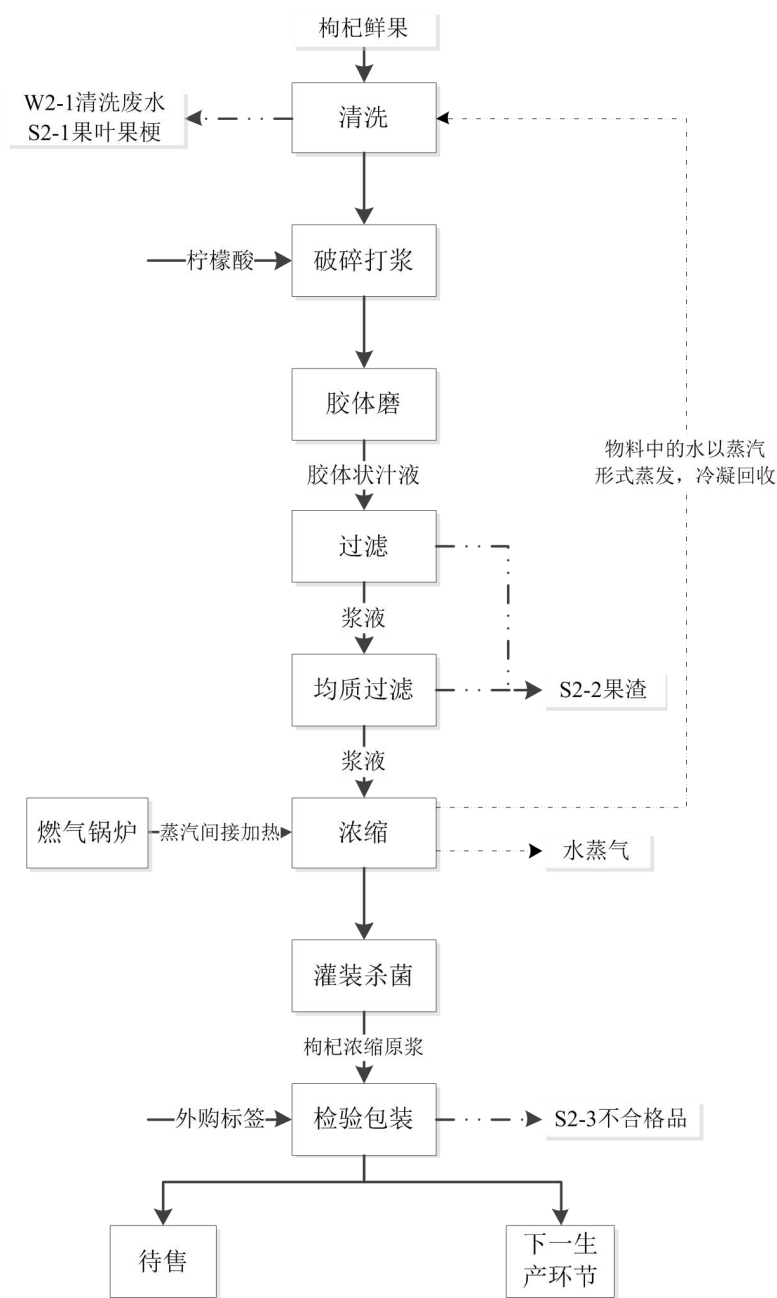 枸杞鲜果
W2-1清洗废水
S2-1果叶果梗
清洗
柠檬酸
破碎打浆
胶体磨
物料中的水以蒸汽
形式蒸发，冷凝回收
胶体状汁液
过滤
浆液
均质过滤
S2-2果渣
浆液
燃气锅炉
蒸汽间接加热
浓缩
水蒸气
灌装杀菌
枸杞浓缩原浆
外购标签
检验包装
S2-3不合格品
待售
下一生
产环节